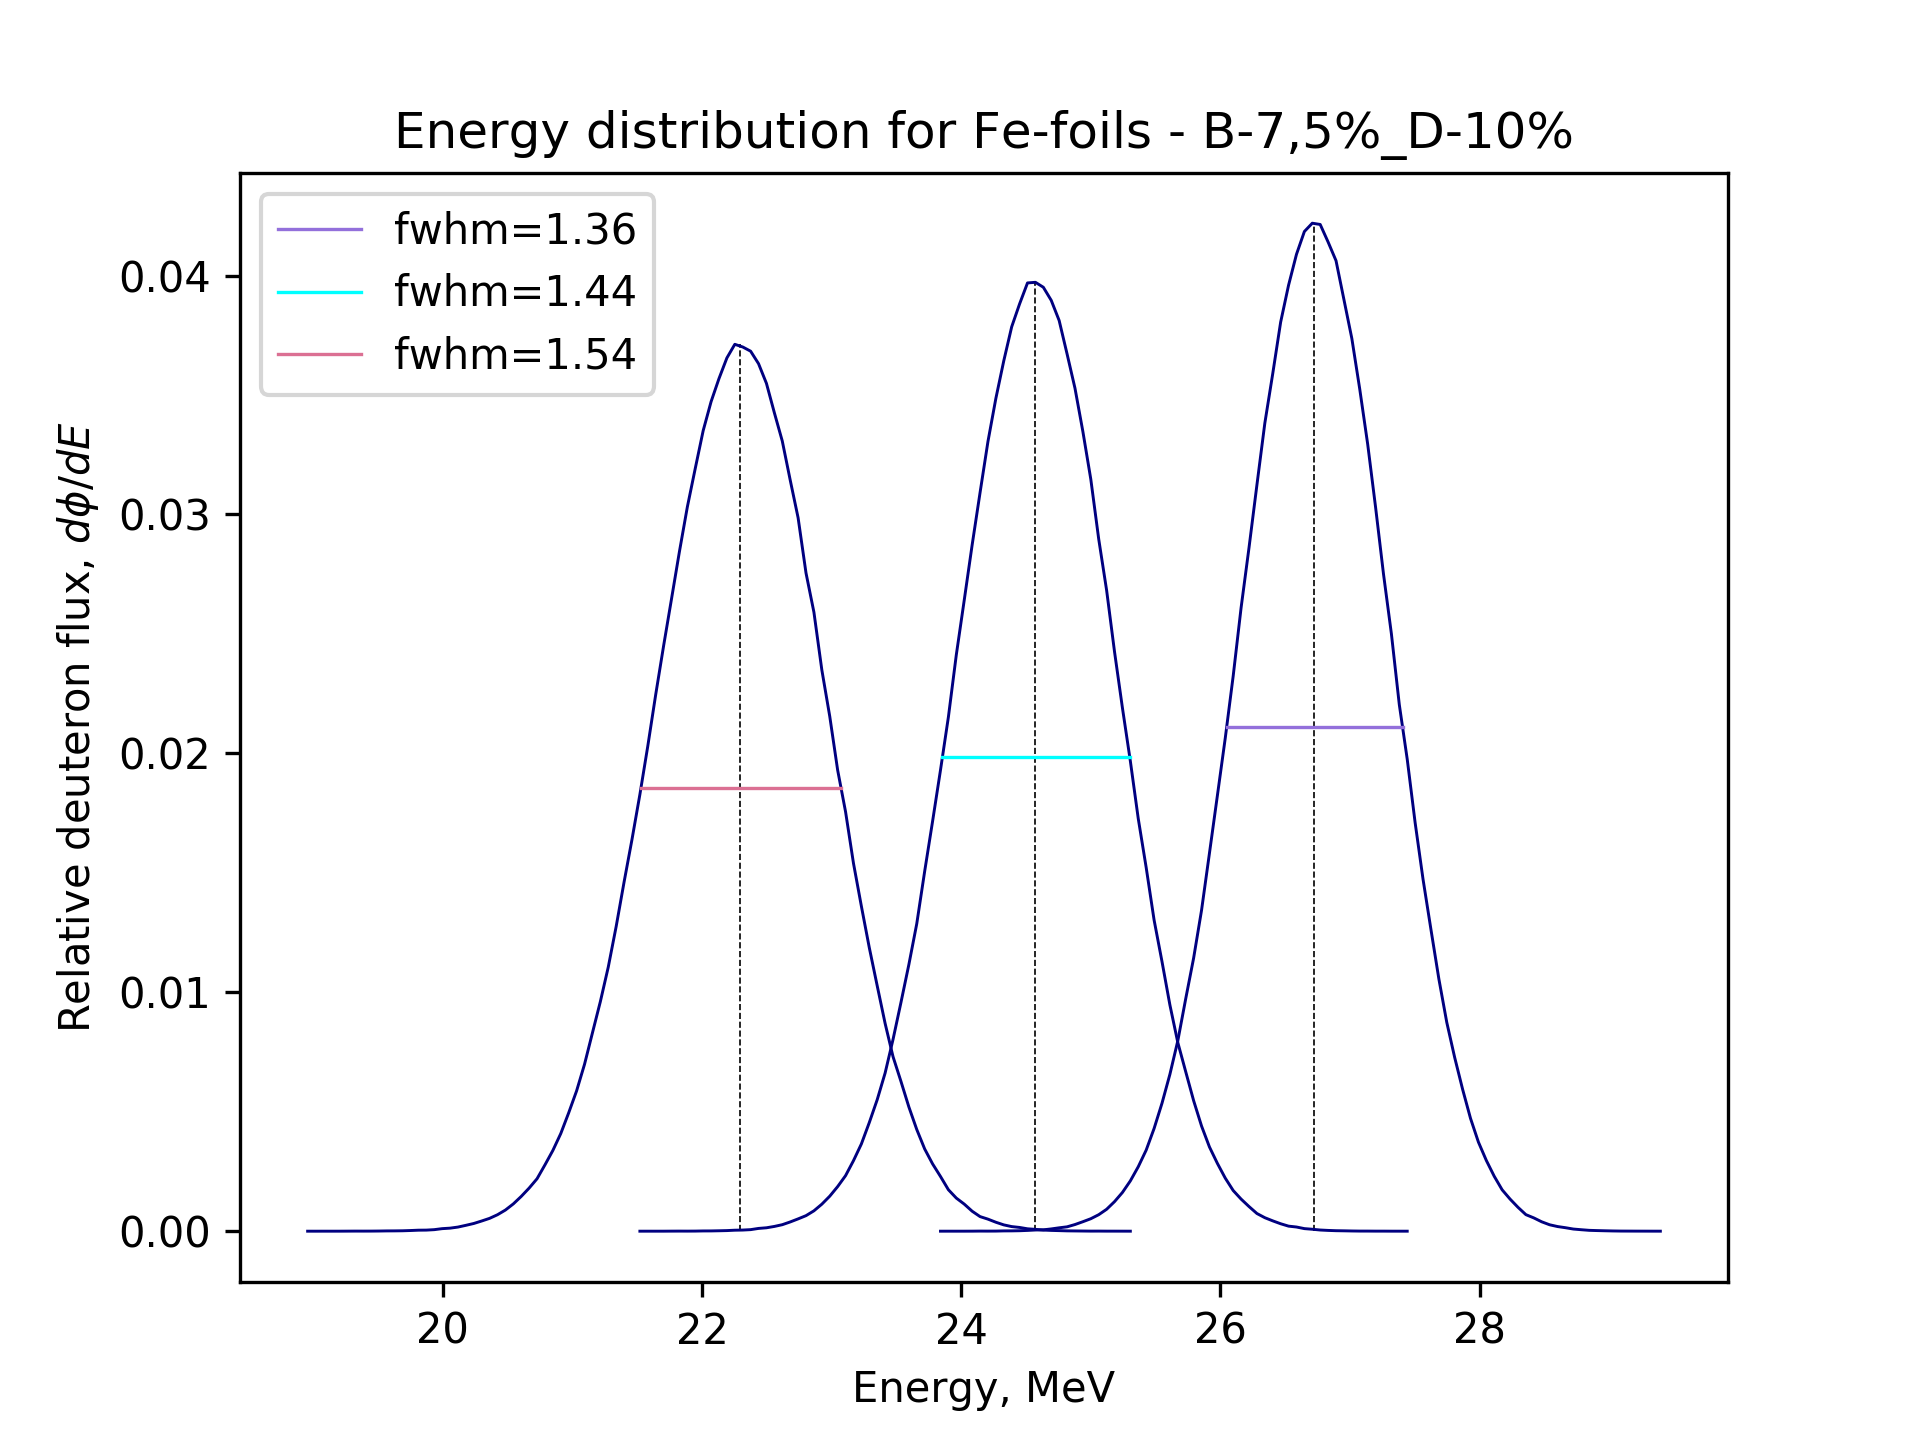 Energy distribution for Fe-foils - B-7,5%_D-10%
fwhm=1.36
fwhm=1.44
fwhm=1.54
Relative deuteron flux, dϕ/dE
0.04
0.03
0.02
0.01
0.00
20 22 24 26 28
Energy, MeV